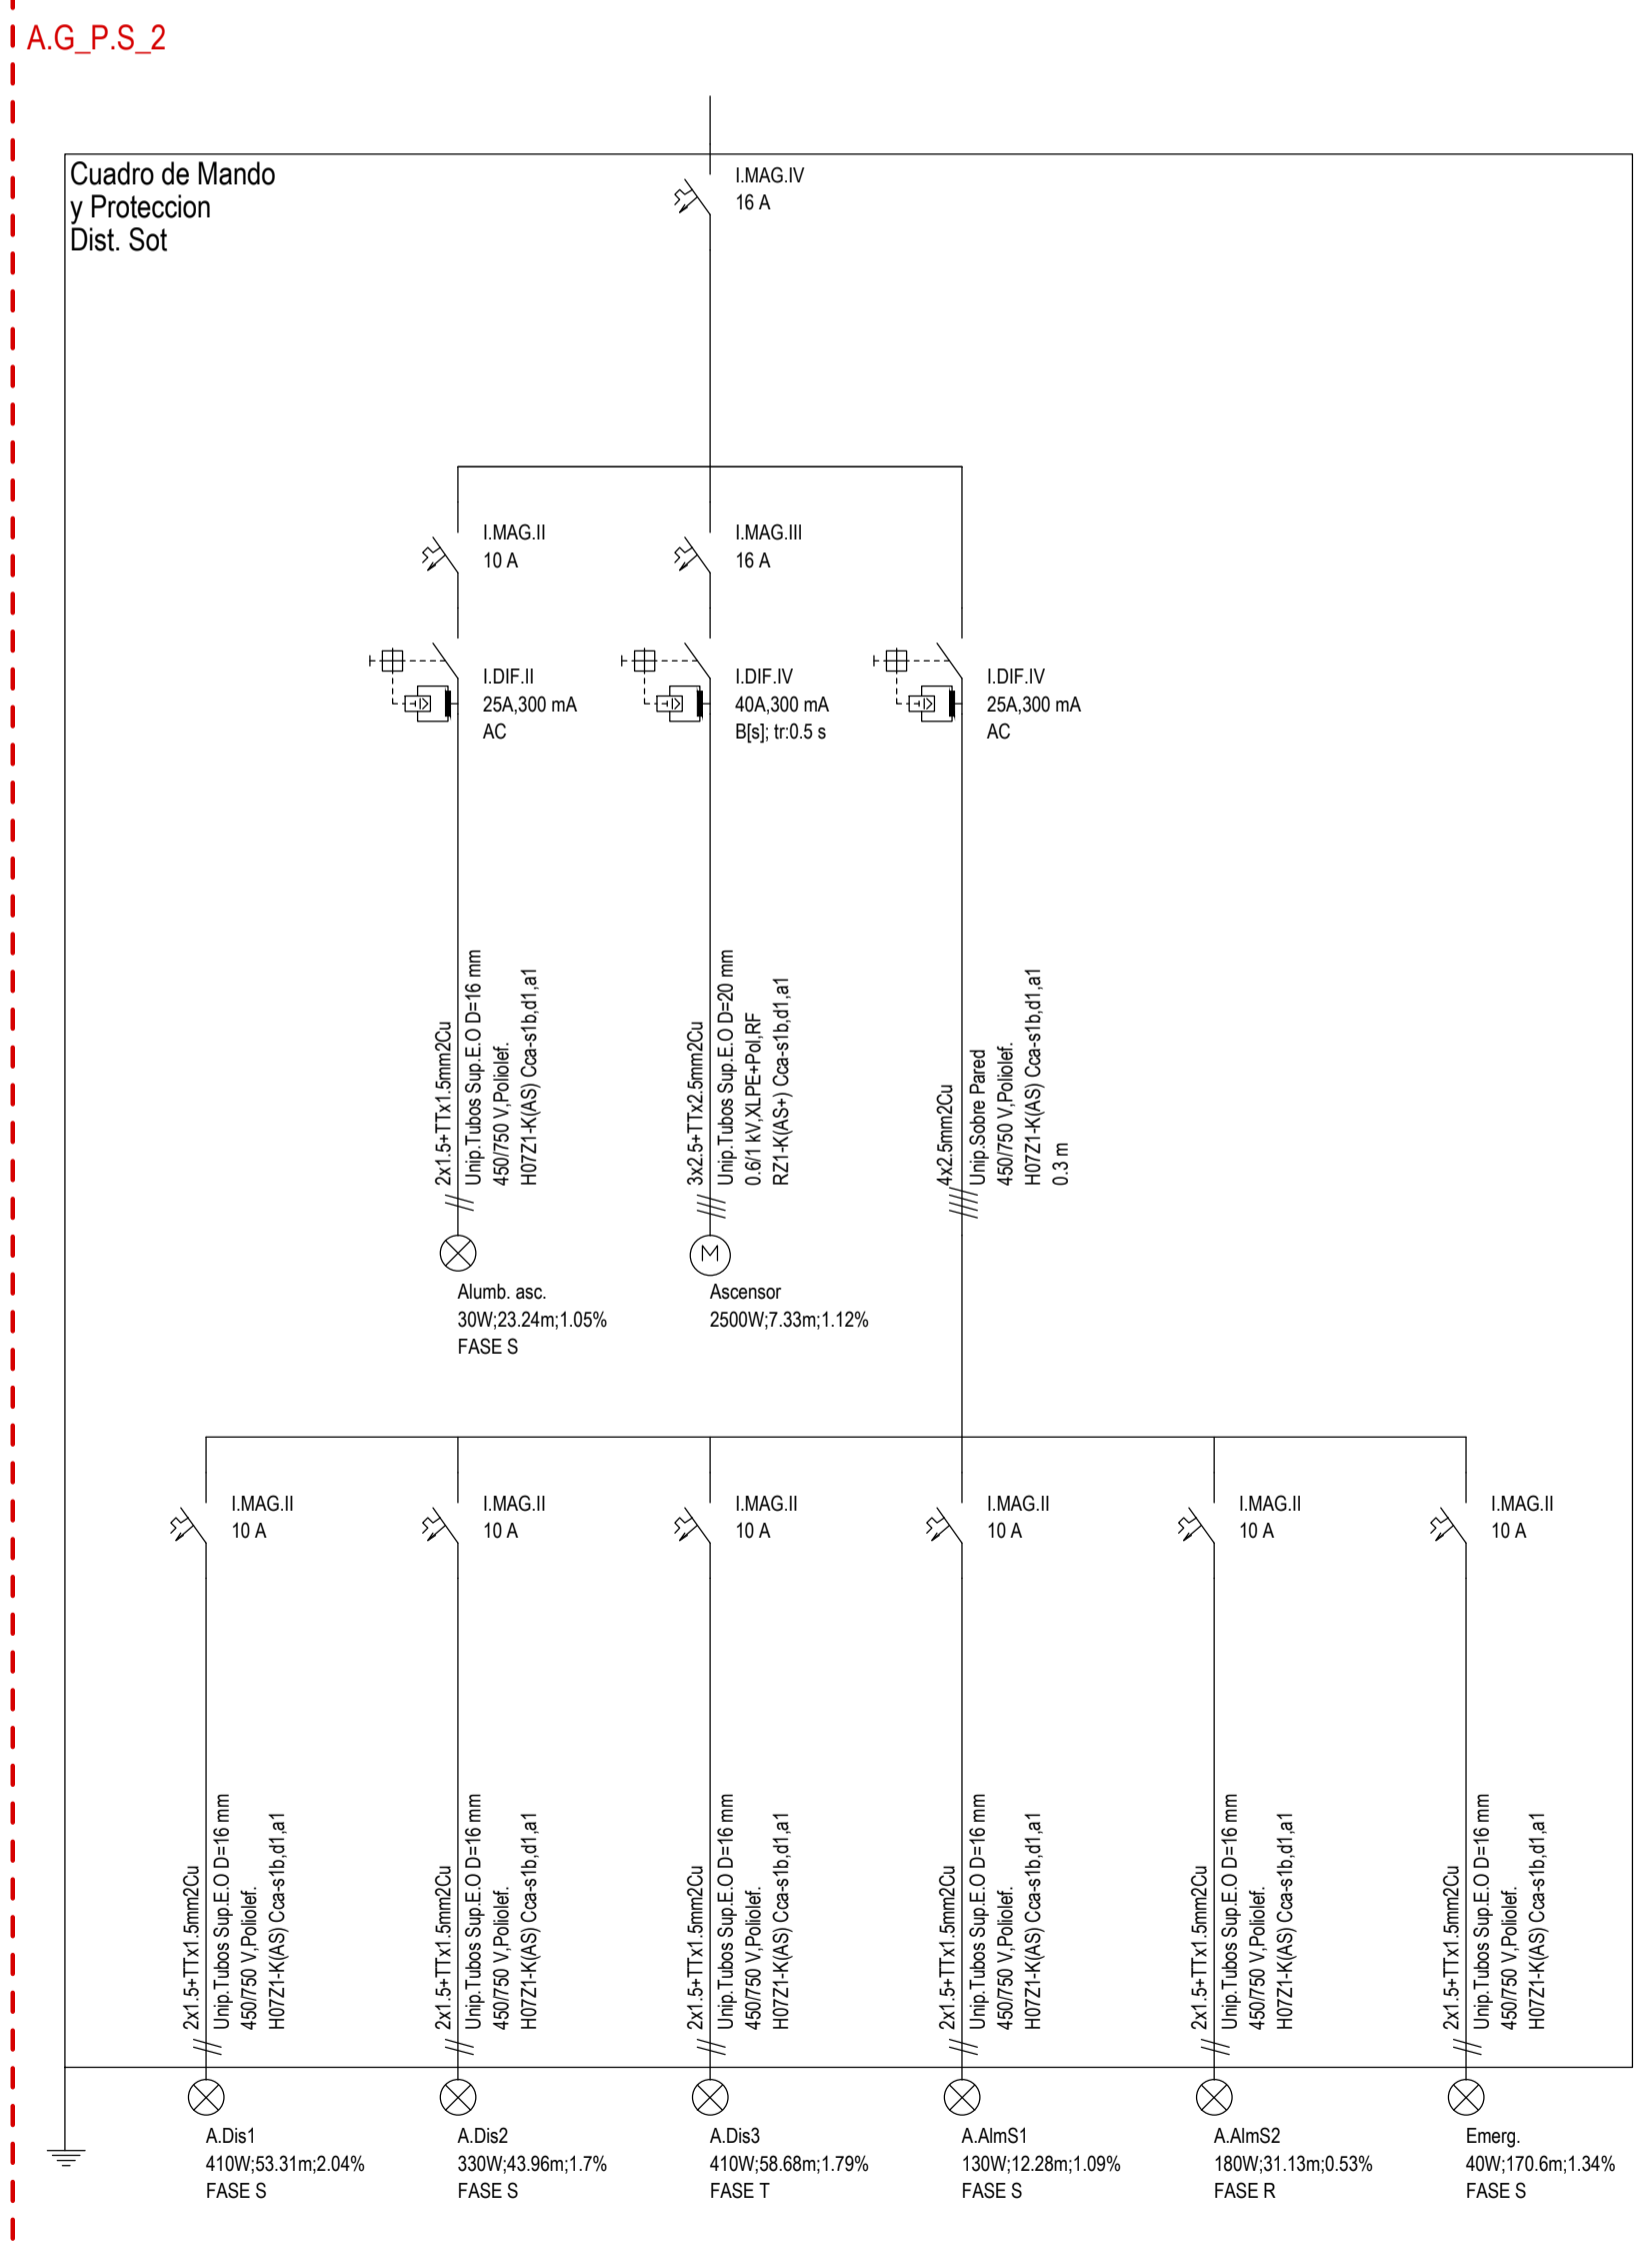 A.G_P.S_2
Cuadro de Mando
y Proteccion
Dist. Sot
I.MAG.IV
16 A
I.MAG.II
10 A
I.MAG.III
16 A
I.DIF.II
25A,300 mA
AC
I.DIF.IV
40A,300 mA
B[s]; tr:0.5 s
I.DIF.IV
25A,300 mA
AC
2x1.5+TTx1.5mm2Cu
Unip.Tubos Sup.E.O D=16 mm
450/750 V,Poliolef.
H07Z1-K(AS) Cca-s1b,d1,a1
3x2.5+TTx2.5mm2Cu
Unip.Tubos Sup.E.O D=20 mm
0.6/1 kV,XLPE+Pol,RF
RZ1-K(AS+) Cca-s1b,d1,a1
4x2.5mm2Cu
Unip.Sobre Pared
450/750 V,Poliolef.
H07Z1-K(AS) Cca-s1b,d1,a1
0.3 m
M
Alumb. asc.
30W;23.24m;1.05%
FASE S
Ascensor
2500W;7.33m;1.12%
I.MAG.II
10 A
I.MAG.II
10 A
I.MAG.II
10 A
I.MAG.II
10 A
I.MAG.II
10 A
I.MAG.II
10 A
2x1.5+TTx1.5mm2Cu
Unip.Tubos Sup.E.O D=16 mm
450/750 V,Poliolef.
H07Z1-K(AS) Cca-s1b,d1,a1
2x1.5+TTx1.5mm2Cu
Unip.Tubos Sup.E.O D=16 mm
450/750 V,Poliolef.
H07Z1-K(AS) Cca-s1b,d1,a1
2x1.5+TTx1.5mm2Cu
Unip.Tubos Sup.E.O D=16 mm
450/750 V,Poliolef.
H07Z1-K(AS) Cca-s1b,d1,a1
2x1.5+TTx1.5mm2Cu
Unip.Tubos Sup.E.O D=16 mm
450/750 V,Poliolef.
H07Z1-K(AS) Cca-s1b,d1,a1
2x1.5+TTx1.5mm2Cu
Unip.Tubos Sup.E.O D=16 mm
450/750 V,Poliolef.
H07Z1-K(AS) Cca-s1b,d1,a1
2x1.5+TTx1.5mm2Cu
Unip.Tubos Sup.E.O D=16 mm
450/750 V,Poliolef.
H07Z1-K(AS) Cca-s1b,d1,a1
A.Dis1
410W;53.31m;2.04%
FASE S
A.Dis2
330W;43.96m;1.7%
FASE S
A.Dis3
410W;58.68m;1.79%
FASE T
A.AlmS1
130W;12.28m;1.09%
FASE S
A.AlmS2
180W;31.13m;0.53%
FASE R
Emerg.
40W;170.6m;1.34%
FASE S